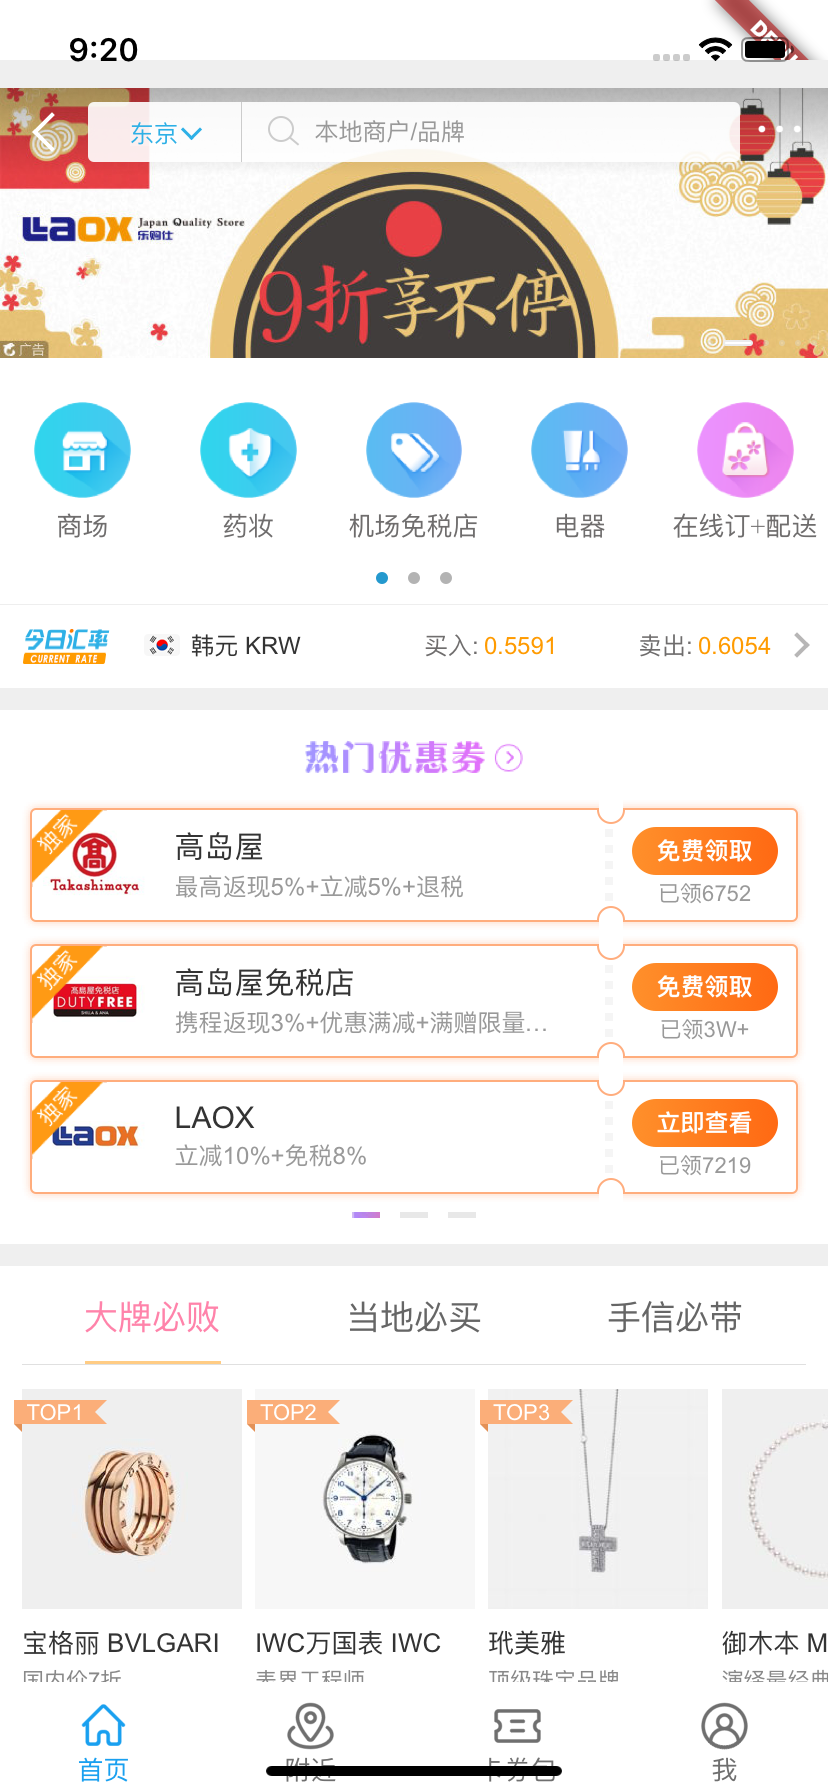 9:20
东京
本地商户/品牌
LAOX Japan Quality Store
乐购仕
9折享不停
广告
商场
药妆
机场免税店
电器
在线订+配送
今日汇率
CURRENT RATE
韩元 KRW
买入: 0.5591
卖出: 0.6054
热门优惠券
独家
Takashimaya
高岛屋
最高返现5%+立减5%+退税
免费领取
已领6752
独家
高島屋免税店
DUTY FREE
SHILLA & ANA
高岛屋免税店
携程返现3%+优惠满减+满赠限量...
免费领取
已领3W+
独家
LAOX
LAOX
立减10%+免税8%
立即查看
已领7219
大牌必败
当地必买
手信必带
TOP1
TOP2
TOP3
宝格丽 BVLGARI
IWC万国表 IWC
玳美雅
御木本 M
国内价7折
表界工程师
顶级珠宝品牌
演绎最经典
首页
附近
卡券包
我